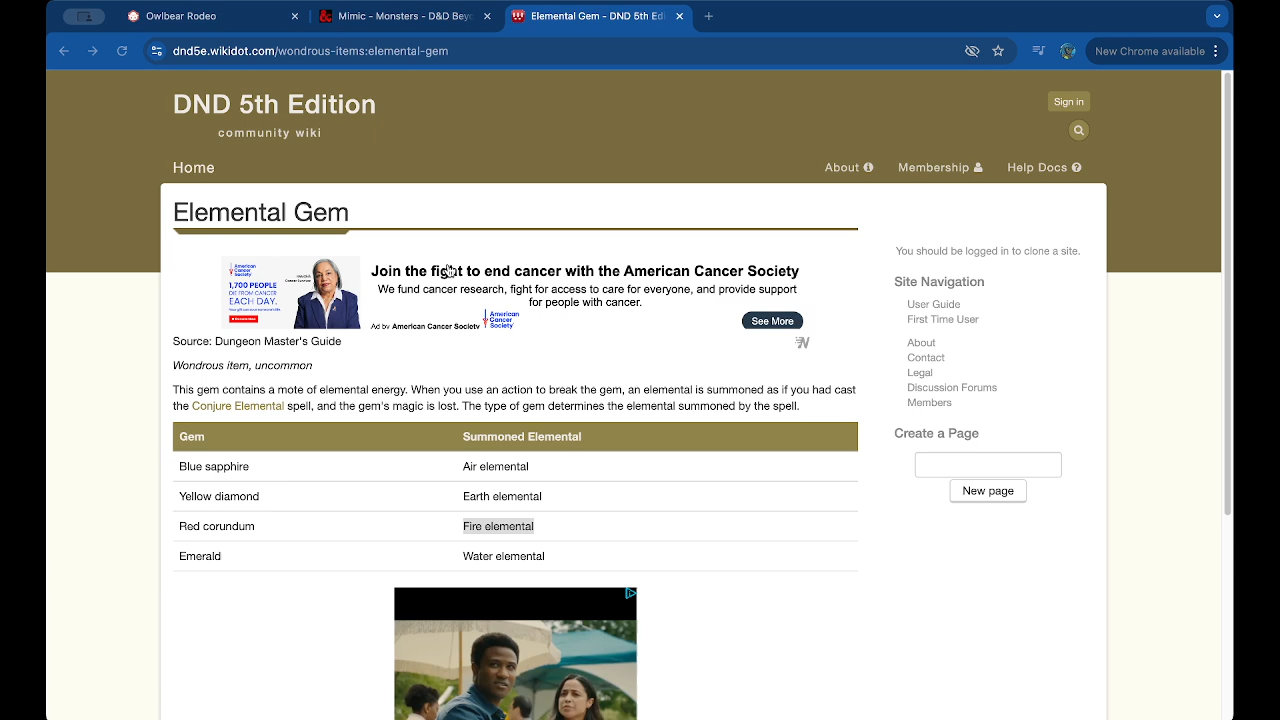 Owlbear Rodeo
Mimic - Monsters - D&D Bey
Elemental Gem - DND 5th Edi
dnd5e.wikidot.com/wondrous-items:elemental-gem
New Chrome available
DND 5th Edition
community wiki
Sign in
Home
About
Membership
Help Docs
Elemental Gem
American Cancer Society
1,700 PEOPLE
DIE FROM CANCER
EACH DAY.
Join the fight to end cancer with the American Cancer Society
We fund cancer research, fight for access to care for everyone, and provide support
for people with cancer.
Ad by American Cancer Society
American Cancer Society
See More
Source: Dungeon Master's Guide
Wondrous item, uncommon
This gem contains a mote of elemental energy. When you use an action to break the gem, an elemental is summoned as if you had cast
the Conjure Elemental spell, and the gem's magic is lost. The type of gem determines the elemental summoned by the spell.
Gem Summoned Elemental
Blue sapphire Air elemental
Yellow diamond Earth elemental
Red corundum Fire elemental
Emerald Water elemental
You should be logged in to clone a site.
Site Navigation
User Guide
First Time User
About
Contact
Legal
Discussion Forums
Members
Create a Page
New page